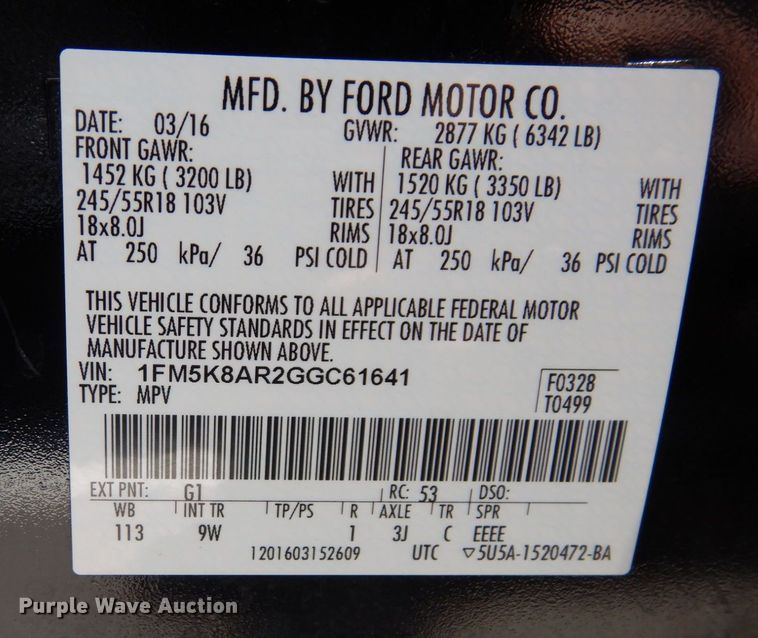 MFD. BY FORD MOTOR CO.
DATE: 03/16 GVWR: 2877 KG ( 6342 LB)
FRONT GAWR: REAR GAWR:
1452 KG ( 3200 LB) WITH 1520 KG ( 3350 LB) WITH
245/55R18 103V TIRES 245/55R18 103V TIRES
18x8.0J RIMS 18x8.0J RIMS
AT 250 kPa/ 36 PSI COLD AT 250 kPa/ 36 PSI COLD
THIS VEHICLE CONFORMS TO ALL APPLICABLE FEDERAL MOTOR
VEHICLE SAFETY STANDARDS IN EFFECT ON THE DATE OF
MANUFACTURE SHOWN ABOVE.
VIN: 1FM5K8AR2GGC61641 F0328
TYPE: MPV T0499
EXT PNT: G1 RC: 53 DSO:
WB INT TR TP/PS R AXLE TR SPR
113 9W 1 3J C EEEE
1201603152609 UTC ▽5U5A-1520472-BA
Purple Wave Auction